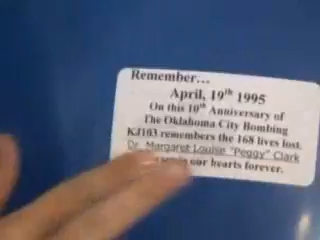 Remember...
April, 19th 1995
On this 10th Anniversary of
The Oklahoma City Bombing
KJ103 remembers the 168 lives lost.
Dr. Margaret Louise "Peggy" Clark
our hearts forever.